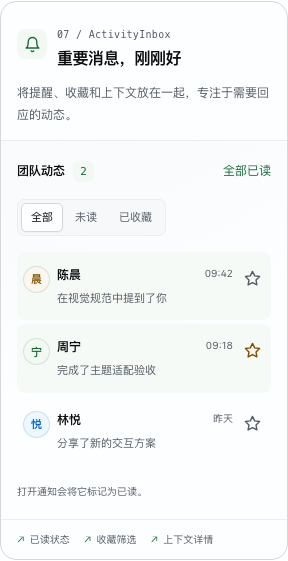 07 / ActivityInbox
重要消息，刚刚好
将提醒、收藏和上下文放在一起，专注于需要回
应的动态。
团队动态 2 全部已读
全部 未读 已收藏
晨 陈晨 09:42
在视觉规范中提到了你
宁 周宁 09:18
完成了主题适配验收
悦 林悦 昨天
分享了新的交互方案
打开通知会将它标记为已读。
↗ 已读状态 ↗ 收藏筛选 ↗ 上下文详情